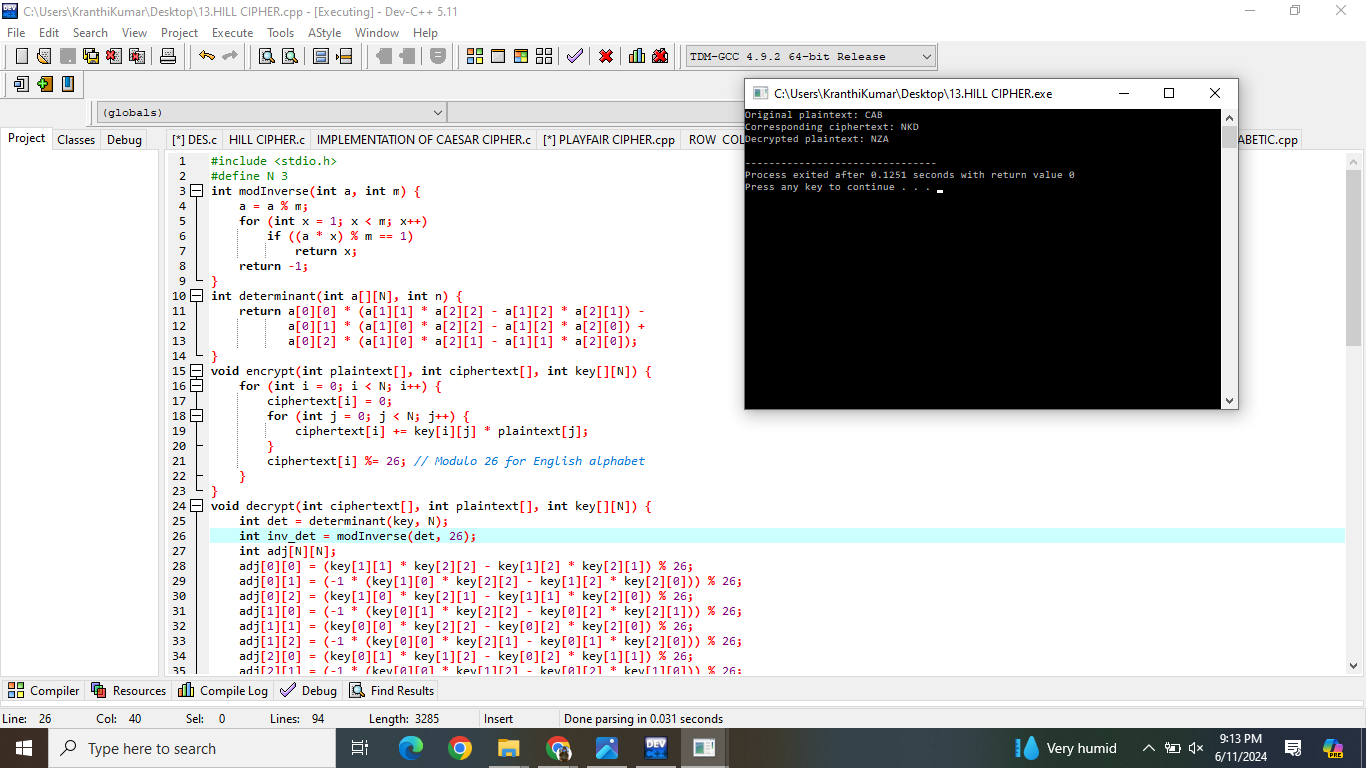 C:\Users\KranthiKumar\Desktop\13.HILL CIPHER.cpp - [Executing] - Dev-C++ 5.11
File Edit Search View Project Execute Tools AStyle Window Help
TDM-GCC 4.9.2 64-bit Release
(globals)
Project Classes Debug
[*] DES.c HILL CIPHER.c IMPLEMENTATION OF CAESAR CIPHER.c [*] PLAYFAIR CIPHER.cpp ROW COL ABETIC.cpp
1 #include <stdio.h>
2 #define N 3
3 int modInverse(int a, int m) {
4 a = a % m;
5 for (int x = 1; x < m; x++)
6 if ((a * x) % m == 1)
7 return x;
8 return -1;
9 }
10 int determinant(int a[][N], int n) {
11 return a[0][0] * (a[1][1] * a[2][2] - a[1][2] * a[2][1]) -
12 a[0][1] * (a[1][0] * a[2][2] - a[1][2] * a[2][0]) +
13 a[0][2] * (a[1][0] * a[2][1] - a[1][1] * a[2][0]);
14 }
15 void encrypt(int plaintext[], int ciphertext[], int key[][N]) {
16 for (int i = 0; i < N; i++) {
17 ciphertext[i] = 0;
18 for (int j = 0; j < N; j++) {
19 ciphertext[i] += key[i][j] * plaintext[j];
20 }
21 ciphertext[i] %= 26; // Modulo 26 for English alphabet
22 }
23 }
24 void decrypt(int ciphertext[], int plaintext[], int key[][N]) {
25 int det = determinant(key, N);
26 int inv_det = modInverse(det, 26);
27 int adj[N][N];
28 adj[0][0] = (key[1][1] * key[2][2] - key[1][2] * key[2][1]) % 26;
29 adj[0][1] = (-1 * (key[1][0] * key[2][2] - key[1][2] * key[2][0])) % 26;
30 adj[0][2] = (key[1][0] * key[2][1] - key[1][1] * key[2][0]) % 26;
31 adj[1][0] = (-1 * (key[0][1] * key[2][2] - key[0][2] * key[2][1])) % 26;
32 adj[1][1] = (key[0][0] * key[2][2] - key[0][2] * key[2][0]) % 26;
33 adj[1][2] = (-1 * (key[0][0] * key[2][1] - key[0][1] * key[2][0])) % 26;
34 adj[2][0] = (key[0][1] * key[1][2] - key[0][2] * key[1][1]) % 26;
35 adj[2][1] = (-1 * (key[0][0] * key[1][2] - key[0][2] * key[1][0])) % 26;
C:\Users\KranthiKumar\Desktop\13.HILL CIPHER.exe
Original plaintext: CAB
Corresponding ciphertext: NKD
Decrypted plaintext: NZA
--------------------------------
Process exited after 0.1251 seconds with return value 0
Press any key to continue . . .
Compiler Resources Compile Log Debug Find Results
Line: 26 Col: 40 Sel: 0 Lines: 94 Length: 3285 Insert Done parsing in 0.031 seconds
Type here to search
DEV
Very humid
9:13 PM
6/11/2024
PRE